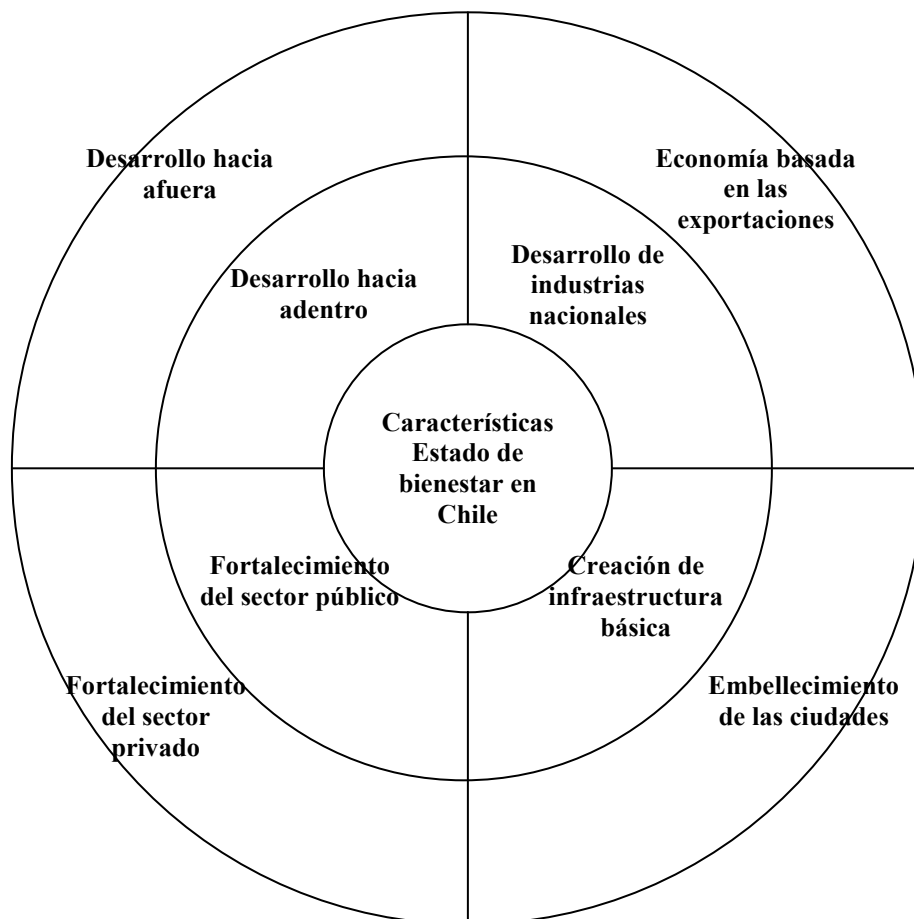 Desarrollo hacia
afuera
Economía basada
en las
exportaciones
Desarrollo hacia
adentro
Desarrollo de
industrias
nacionales
Características
Estado de
bienestar en
Chile
Fortalecimiento
del sector público
Creación de
infraestructura
básica
Fortalecimiento
del sector
privado
Embellecimiento
de las ciudades